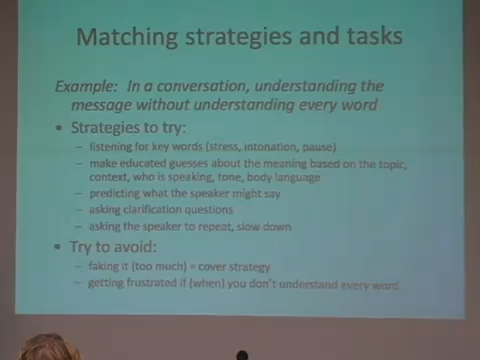 Matching strategies and tasks
Example: In a conversation, understanding the
message without understanding every word
• Strategies to try:
– listening for key words (stress, intonation, pause)
– make educated guesses about the meaning based on the topic,
context, who is speaking, tone, body language
– predicting what the speaker might say
– asking clarification questions
– asking the speaker to repeat, slow down
• Try to avoid:
– faking it (too much) = cover strategy
– getting frustrated if (when) you don't understand every word